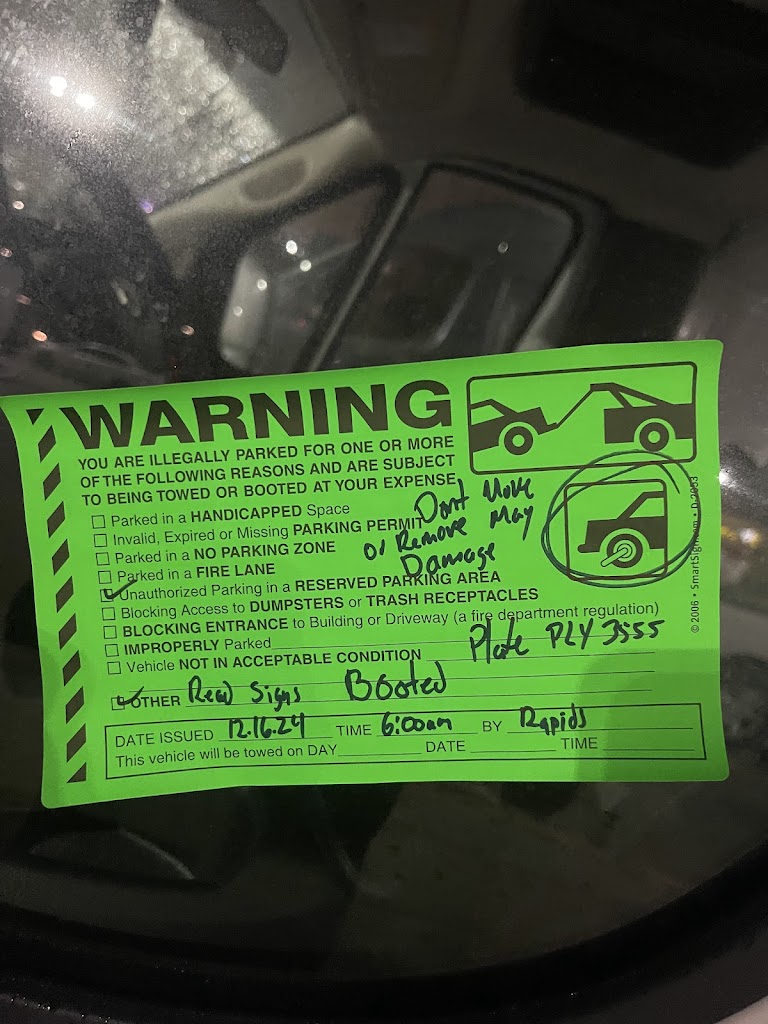 WARNING
YOU ARE ILLEGALLY PARKED FOR ONE OR MORE
OF THE FOLLOWING REASONS AND ARE SUBJECT
TO BEING TOWED OR BOOTED AT YOUR EXPENSE
Parked in a HANDICAPPED Space
Invalid, Expired or Missing PARKING PERMIT
Parked in a NO PARKING ZONE
Parked in a FIRE LANE
Unauthorized Parking in a RESERVED PARKING AREA
Blocking Access to DUMPSTERS or TRASH RECEPTACLES
BLOCKING ENTRANCE to Building or Driveway (a fire department regulation)
IMPROPERLY Parked
Vehicle NOT IN ACCEPTABLE CONDITION
Dont Move
or Remove May
Damage
Plate PLY 3555
OTHER Read Signs Booted
DATE ISSUED 12.16.24 TIME 6:00am BY Rapids
This vehicle will be towed on DAY DATE TIME
© 2006 • SmartSign.com • D-2053